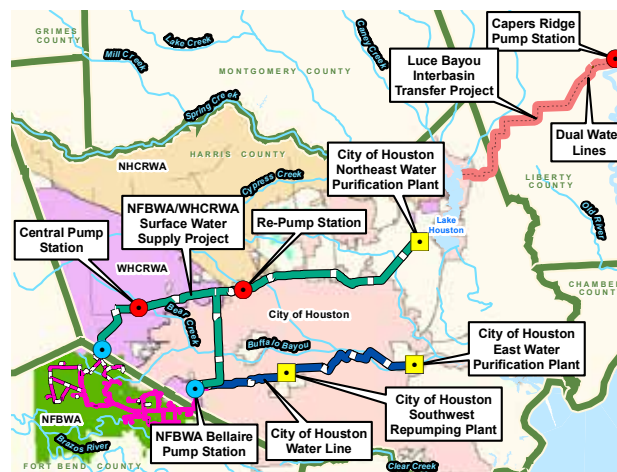 GRIMES
COUNTY
Lake Creek
Mill Creek
Caney Creek
Capers Ridge
Pump Station
MONTGOMERY COUNTY
Luce Bayou
Interbasin
Transfer Project
Spring Creek
Dual Water
Lines
NHCRWA
HARRIS COUNTY
City of Houston
Northeast Water
Purification Plant
LIBERTY
COUNTY
Cypress Creek
Old River
NFBWA/WHCRWA
Surface Water
Supply Project
Re-Pump Station
Lake
Houston
Central Pump
Station
WHCRWA
CHAMBE
COUNTY
Bear Creek
City of Houston
Buffalo Bayou
City of Houston
East Water
Purification Plant
City of Houston
Southwest
Repumping Plant
NFBWA
NFBWA Bellaire
Pump Station
City of Houston
Water Line
Brazos River
FORT BEND COUNTY
Clear Creek